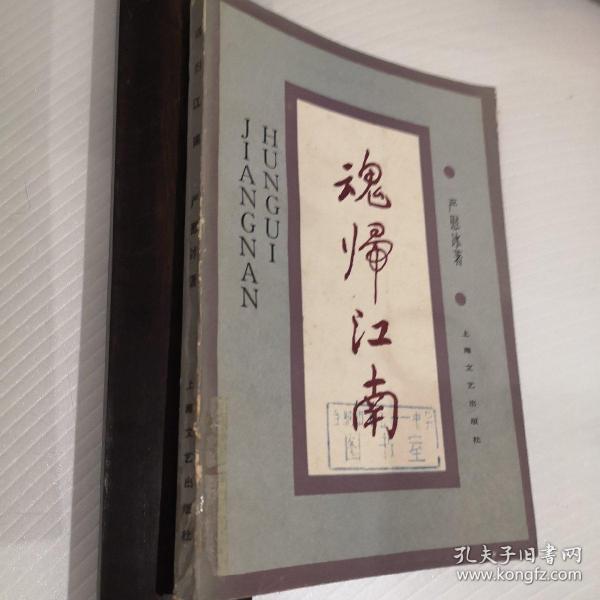 魂归江南
严慰冰著
上海文艺出版社
HUNGUI
JIANGNAN
魂帰江南
严慰冰著
上海文艺出版社
图书室
孔夫子旧书网
www.kongfz.com